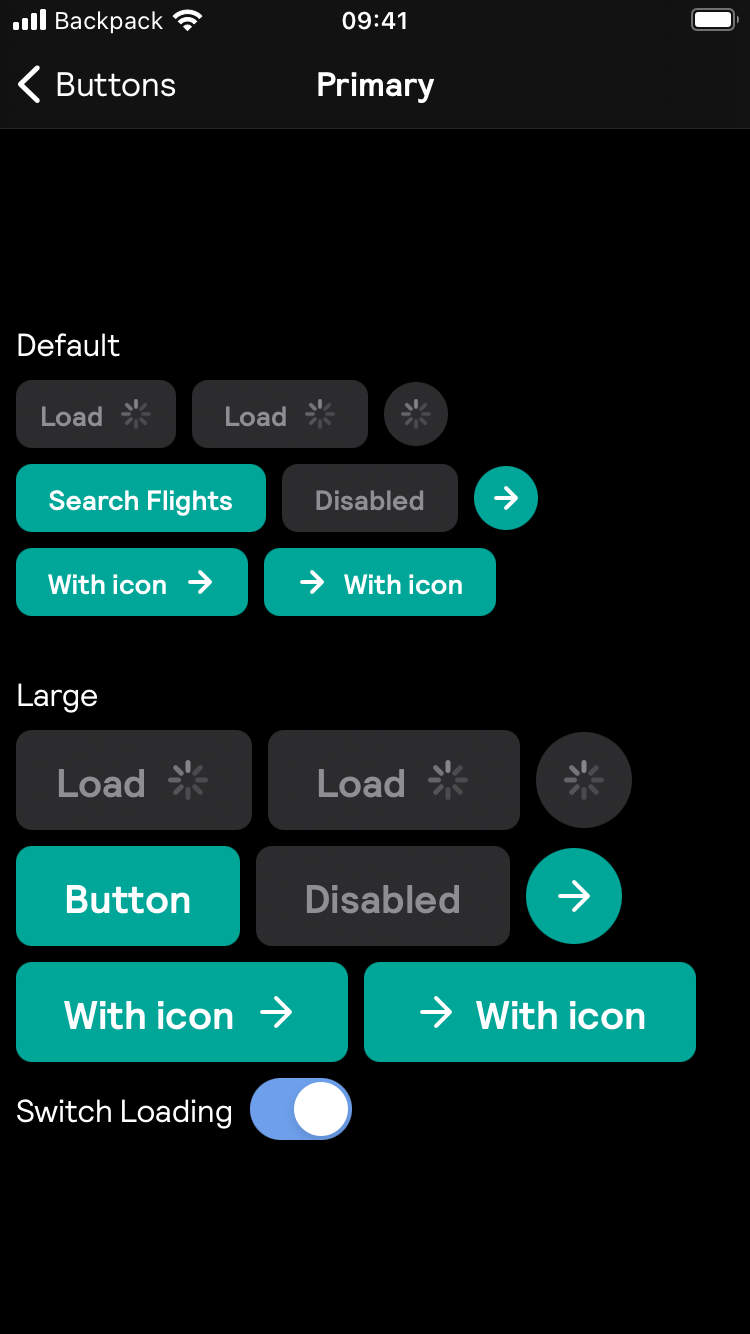 Backpack 09:41
Buttons Primary
Default
Load Load
Search Flights Disabled
With icon With icon
Large
Load Load
Button Disabled
With icon With icon
Switch Loading